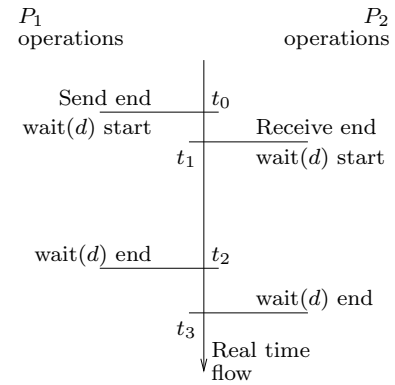 P1 P2
operations operations
Send end t0
wait(d) start Receive end
t1 wait(d) start
wait(d) end t2
wait(d) end
t3
Real time
flow